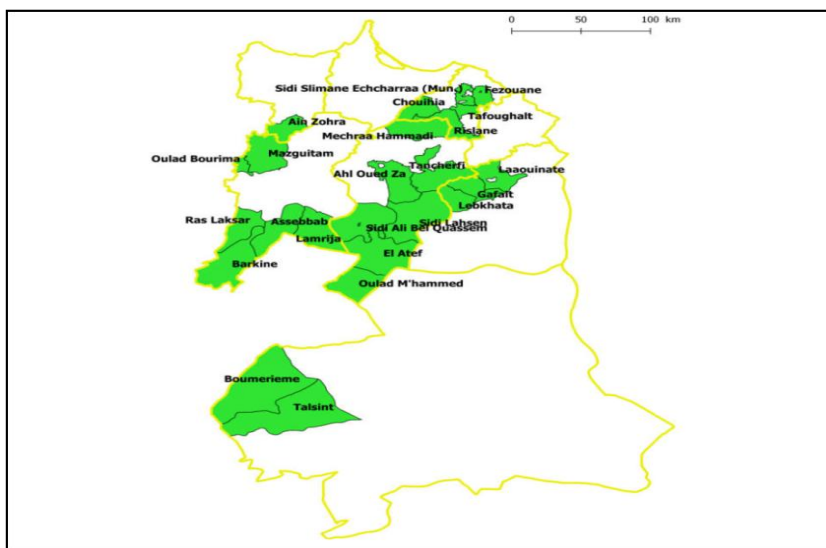 0 100 km
Sidi Slimane Echcharraa (Mun.)
Fezouane
Chouihia
Tafoughalt
Ain Zohra
Mechraa Hammadi
Rislane
Oulad Bourima
Mazguitam
Tancherfi
Ahl Oued Za
Laaouinate
Gafait
Lebkhata
Ras Laksar
Assebbab
Sidi Lahsen
Sidi Ali Bel Quassem
Lamrija
El Atef
Barkine
Oulad M'hammed
Boumerieme
Talsint